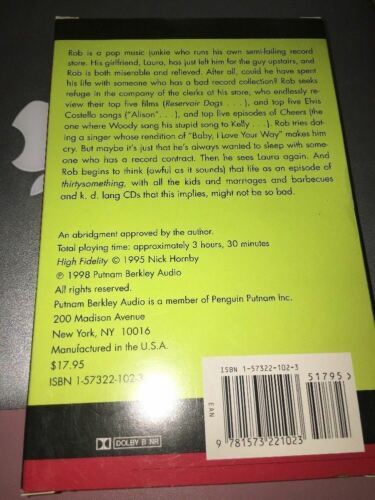 Rob is a pop music junkie who runs his own semi-failing record
store. His girlfriend, Laura, has just left him for the guy upstairs, and
Rob is both miserable and relieved. After all, could he have spent
his life with someone who has a bad record collection? Rob seeks
refuge in the company of the clerks at his store, who endlessly re-
view their top five films (Reservoir Dogs . . . .), and top five Elvis
Costello songs ("Alison". . . .), and top five episodes of Cheers (the
one where Woody sang his stupid song to Kelly . . . .). Rob tries dat-
ing a singer whose rendition of "Baby, I Love Your Way" makes him
cry. But maybe it's just that he's always wanted to sleep with some-
one who has a record contract. Then he sees Laura again. And
Rob begins to think (awful as it sounds) that life as an episode of
thirtysomething, with all the kids and marriages and barbecues
and k. d. lang CDs that this implies, might not be so bad.
An abridgment approved by the author.
Total playing time: approximately 3 hours, 30 minutes
High Fidelity © 1995 Nick Hornby
℗ 1998 Putnam Berkley Audio
All rights reserved.
Putnam Berkley Audio is a member of Penguin Putnam Inc.
200 Madison Avenue
New York, NY 10016
Manufactured in the U.S.A.
$17.95
ISBN 1-57322-102-3
ISBN 1-57322-102-3
51795 >
EAN
9 781573 221023
DOLBY B NR